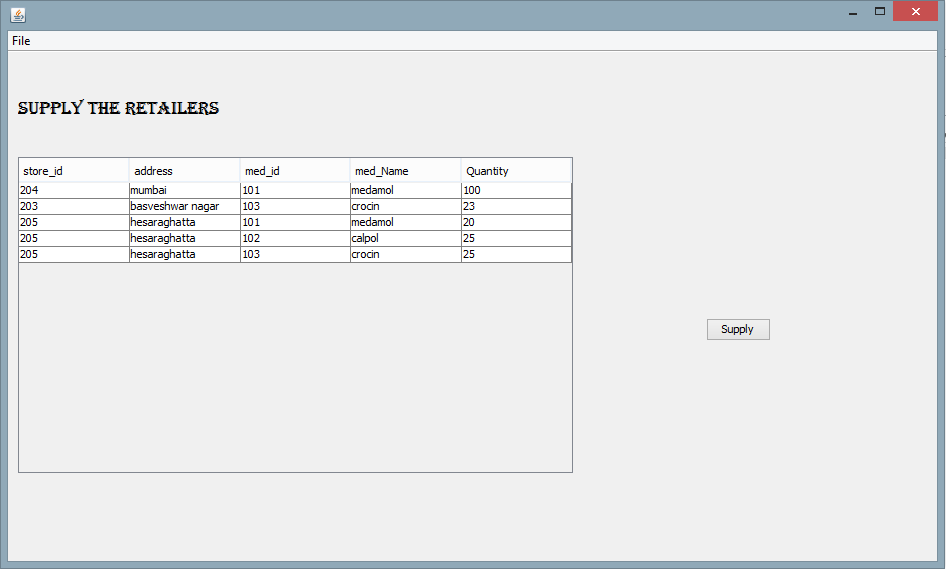 File
SUPPLY THE RETAILERS
store_id address med_id med_Name Quantity
204 mumbai 101 medamol 100
203 basveshwar nagar 103 crocin 23
205 hesaraghatta 101 medamol 20
205 hesaraghatta 102 calpol 25
205 hesaraghatta 103 crocin 25
Supply